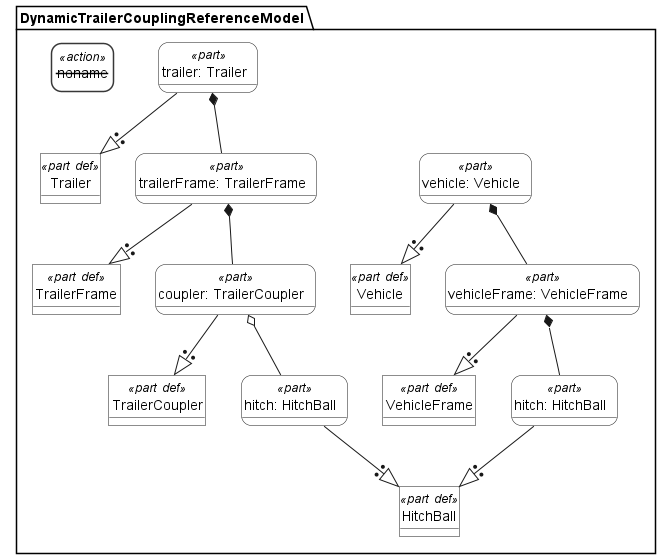 DynamicTrailerCouplingReferenceModel
«action»
noname
«part»
trailer: Trailer
«part def»
Trailer
«part»
trailerFrame: TrailerFrame
«part»
vehicle: Vehicle
«part def»
TrailerFrame
«part»
coupler: TrailerCoupler
«part def»
Vehicle
«part»
vehicleFrame: VehicleFrame
«part def»
TrailerCoupler
«part»
hitch: HitchBall
«part def»
VehicleFrame
«part»
hitch: HitchBall
«part def»
HitchBall